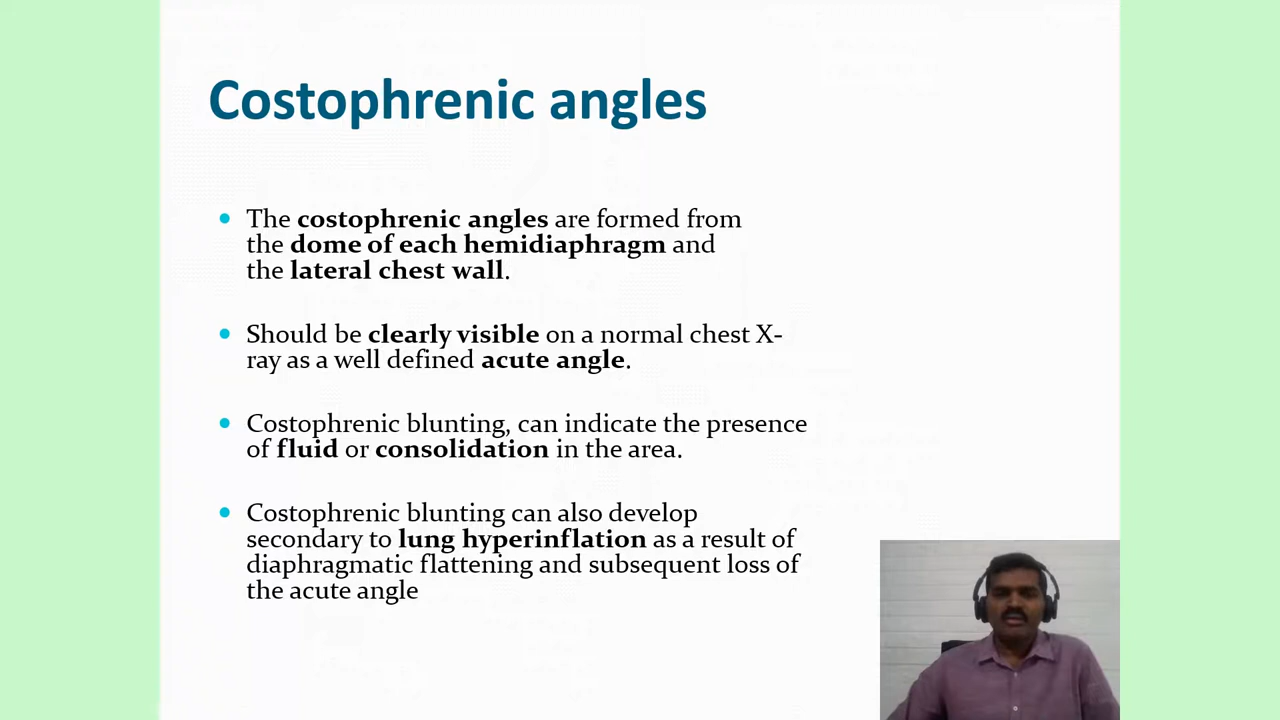 Costophrenic angles
The costophrenic angles are formed from
the dome of each hemidiaphragm and
the lateral chest wall.
Should be clearly visible on a normal chest X-
ray as a well defined acute angle.
Costophrenic blunting, can indicate the presence
of fluid or consolidation in the area.
Costophrenic blunting can also develop
secondary to lung hyperinflation as a result of
diaphragmatic flattening and subsequent loss of
the acute angle